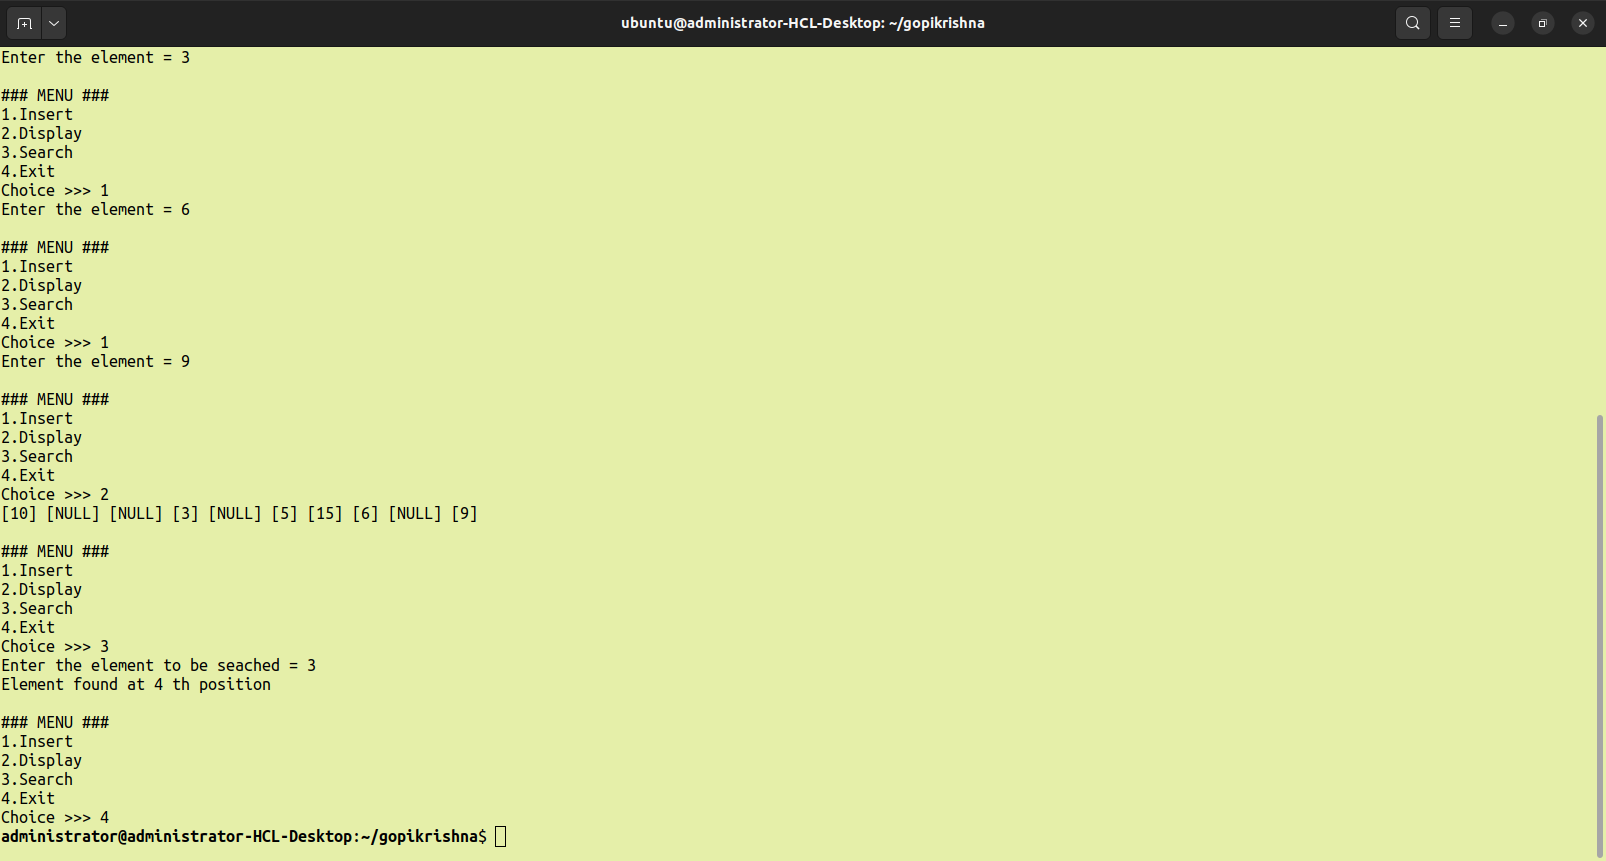 ubuntu@administrator-HCL-Desktop: ~/gopikrishna
Enter the element = 3
### MENU ###
1.Insert
2.Display
3.Search
4.Exit
Choice >>> 1
Enter the element = 6
### MENU ###
1.Insert
2.Display
3.Search
4.Exit
Choice >>> 1
Enter the element = 9
### MENU ###
1.Insert
2.Display
3.Search
4.Exit
Choice >>> 2
[10] [NULL] [NULL] [3] [NULL] [5] [15] [6] [NULL] [9]
### MENU ###
1.Insert
2.Display
3.Search
4.Exit
Choice >>> 3
Enter the element to be seached = 3
Element found at 4 th position
### MENU ###
1.Insert
2.Display
3.Search
4.Exit
Choice >>> 4
administrator@administrator-HCL-Desktop:~/gopikrishna$